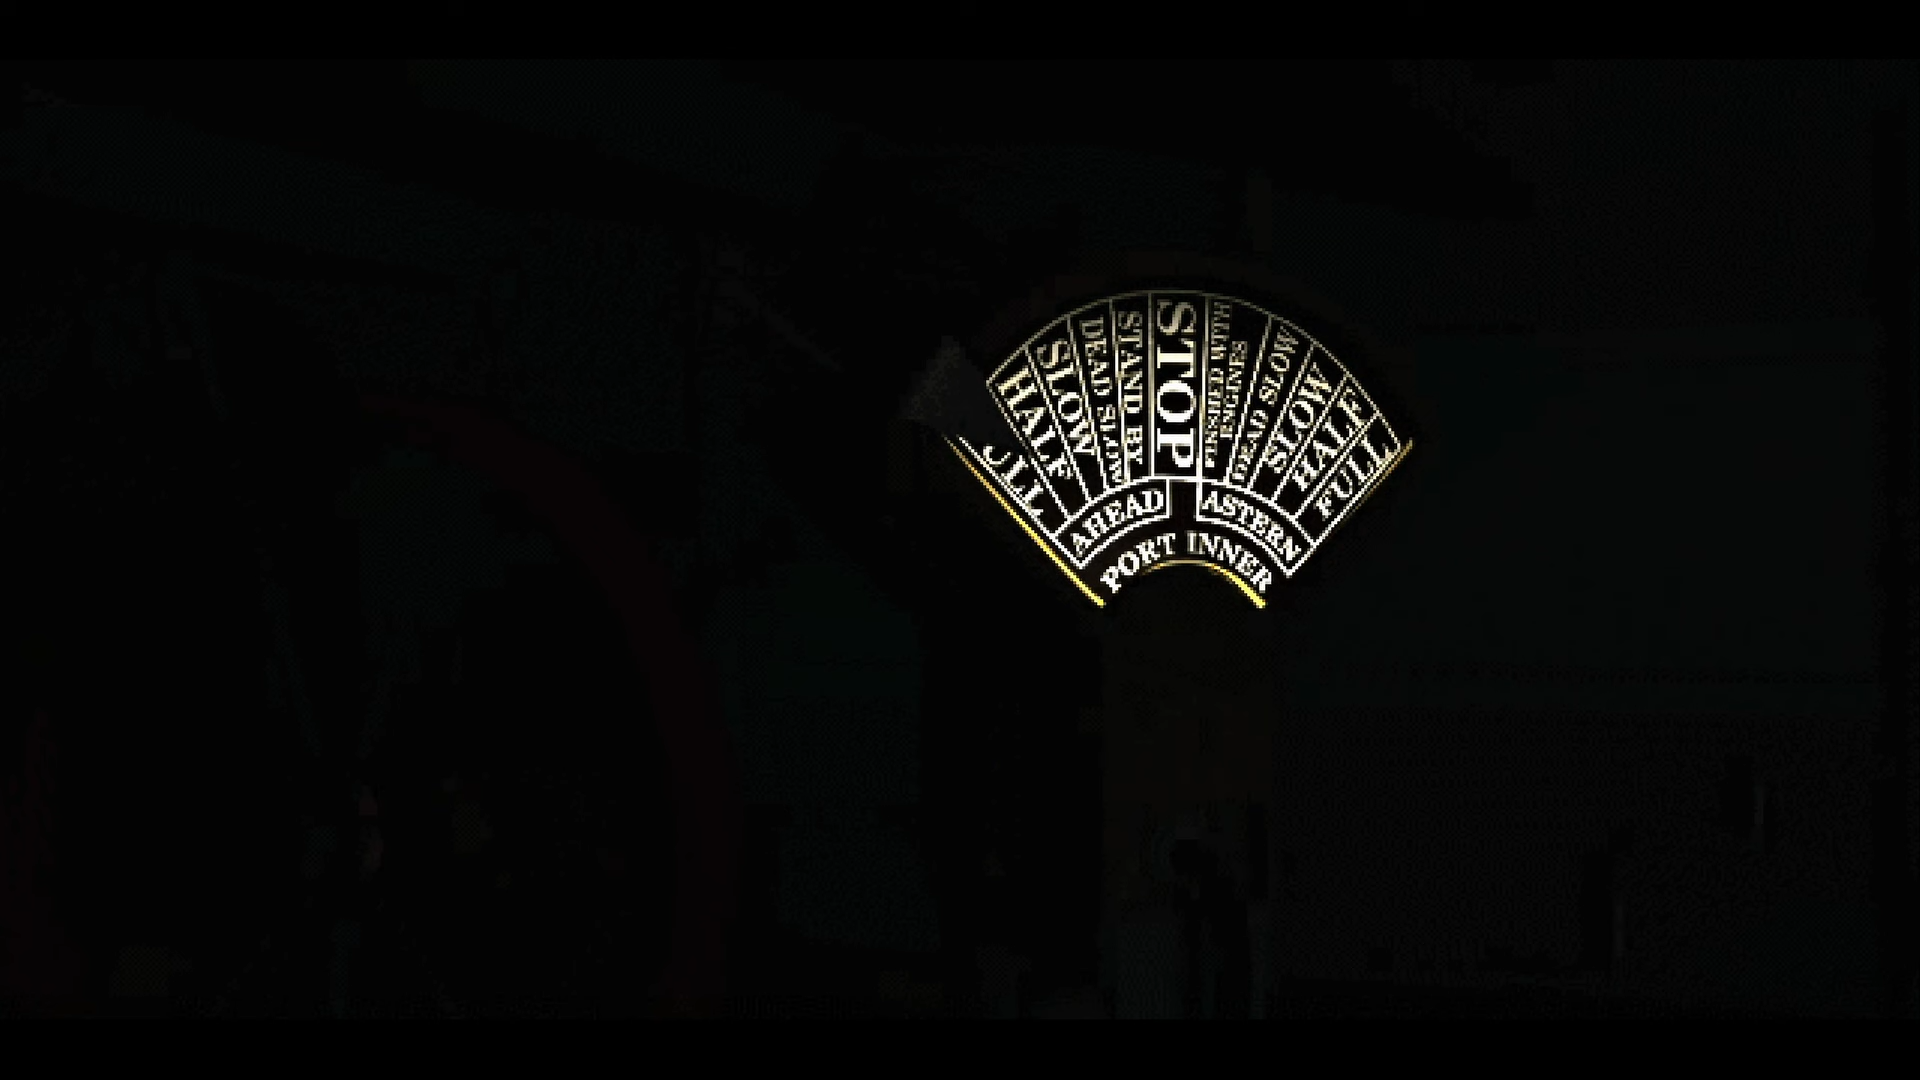 JLL
HALF
SLOW
DEAD SLOW
STAND BY
STOP
FINISHED WITH
ENGINES
DEAD SLOW
SLOW
HALF
FULL
AHEAD
ASTERN
PORT INNER